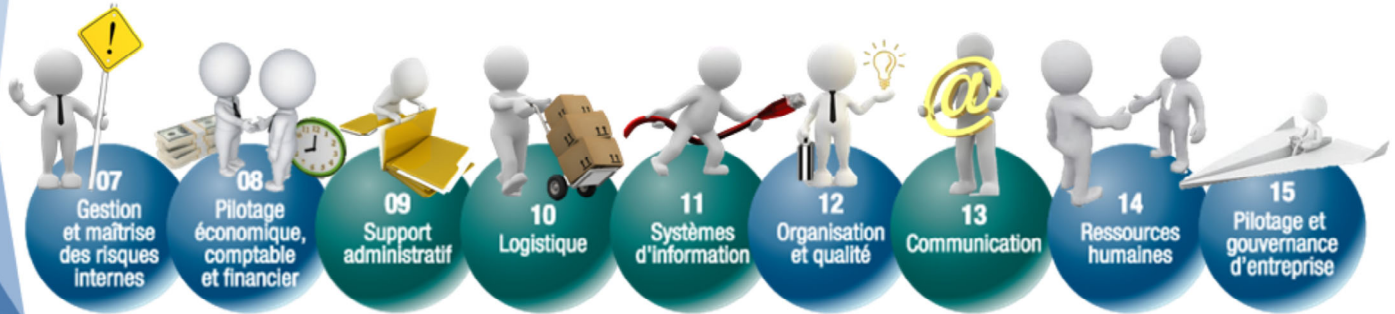 07
Gestion
et maîtrise
des risques
internes
08
Pilotage
économique,
comptable
et financier
09
Support
administratif
10
Logistique
11
Systèmes
d'information
12
Organisation
et qualité
13
Communication
14
Ressources
humaines
15
Pilotage et
gouvernance
d'entreprise